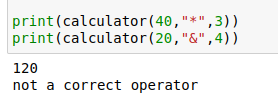 print(calculator(40,"*",3))
print(calculator(20,"&",4))
120
not a correct operator